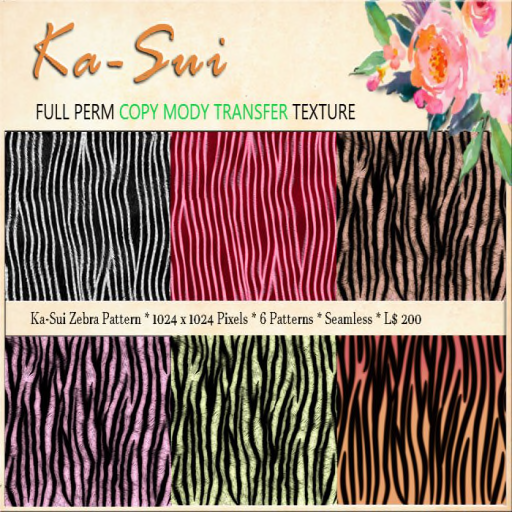 Ka-Sui
FULL PERM COPY MODY TRANSFER TEXTURE
Ka-Sui Zebra Pattern * 1024 x 1024 Pixels * 6 Patterns * Seamless * L$ 200